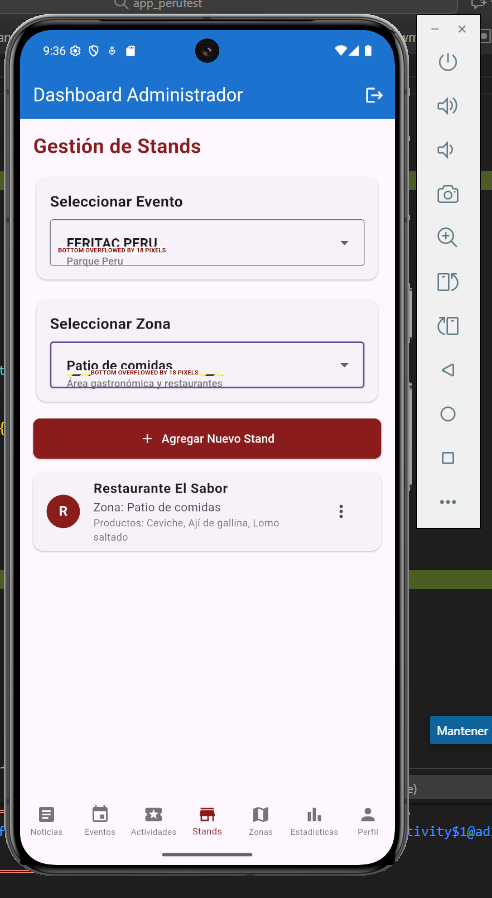 app_perufest
9:36
Dashboard Administrador
Gestión de Stands
Seleccionar Evento
FERITAC PERU
BOTTOM OVERFLOWED BY 18 PIXELS
Parque Peru
Seleccionar Zona
Patio de comidas
BOTTOM OVERFLOWED BY 18 PIXELS
Área gastronómica y restaurantes
+ Agregar Nuevo Stand
R
Restaurante El Sabor
Zona: Patio de comidas
Productos: Ceviche, Ají de gallina, Lomo
saltado
Mantener
Noticias
Eventos
Actividades
Stands
Zonas
Estadísticas
Perfil
tivity$1@ad